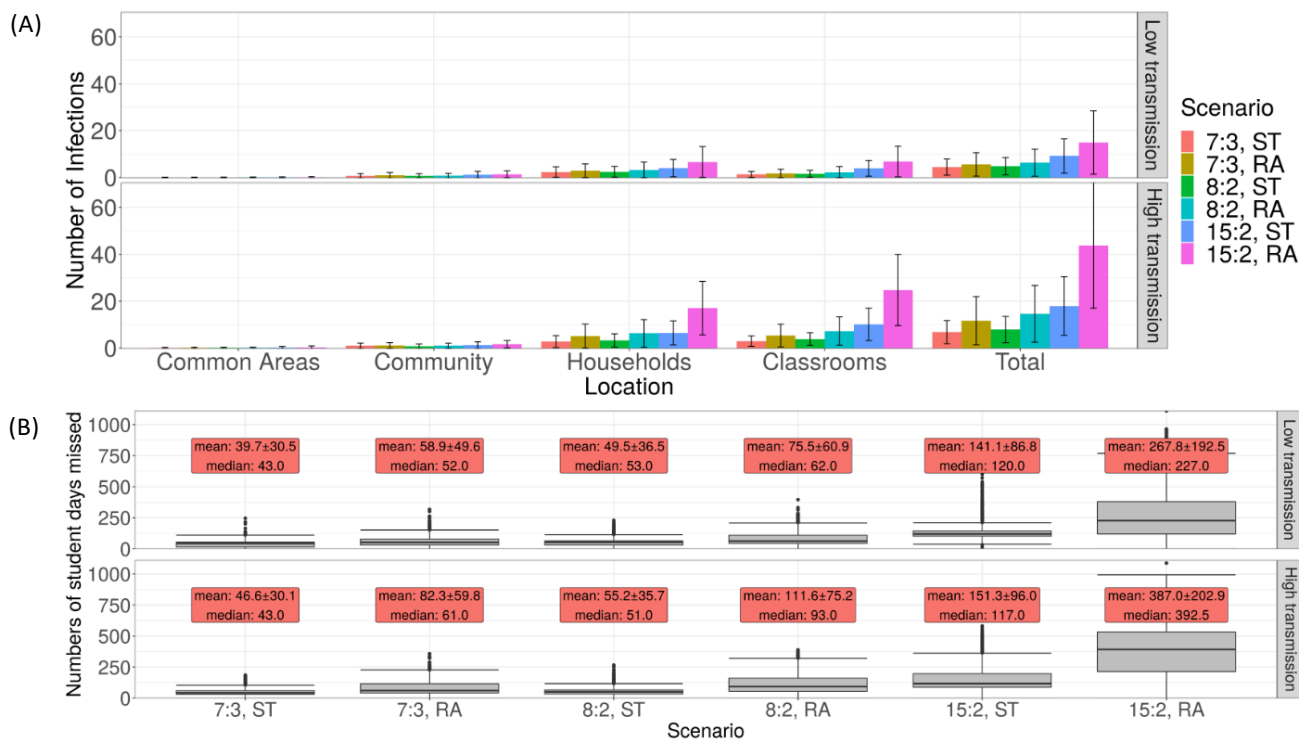 (A)
Number of Infections
60
40
20
0
Low transmission
60
40
20
0
High transmission
Common Areas Community Households Classrooms Total
Location
Scenario
7:3, ST
7:3, RA
8:2, ST
8:2, RA
15:2, ST
15:2, RA
(B)
Numbers of student days missed
1000
750
500
250
0
mean: 39.7±30.5
median: 43.0
mean: 58.9±49.6
median: 52.0
mean: 49.5±36.5
median: 53.0
mean: 75.5±60.9
median: 62.0
mean: 141.1±86.8
median: 120.0
mean: 267.8±192.5
median: 227.0
Low transmission
1000
750
500
250
0
mean: 46.6±30.1
median: 43.0
mean: 82.3±59.8
median: 61.0
mean: 55.2±35.7
median: 51.0
mean: 111.6±75.2
median: 93.0
mean: 151.3±96.0
median: 117.0
mean: 387.0±202.9
median: 392.5
High transmission
7:3, ST 7:3, RA 8:2, ST 8:2, RA 15:2, ST 15:2, RA
Scenario